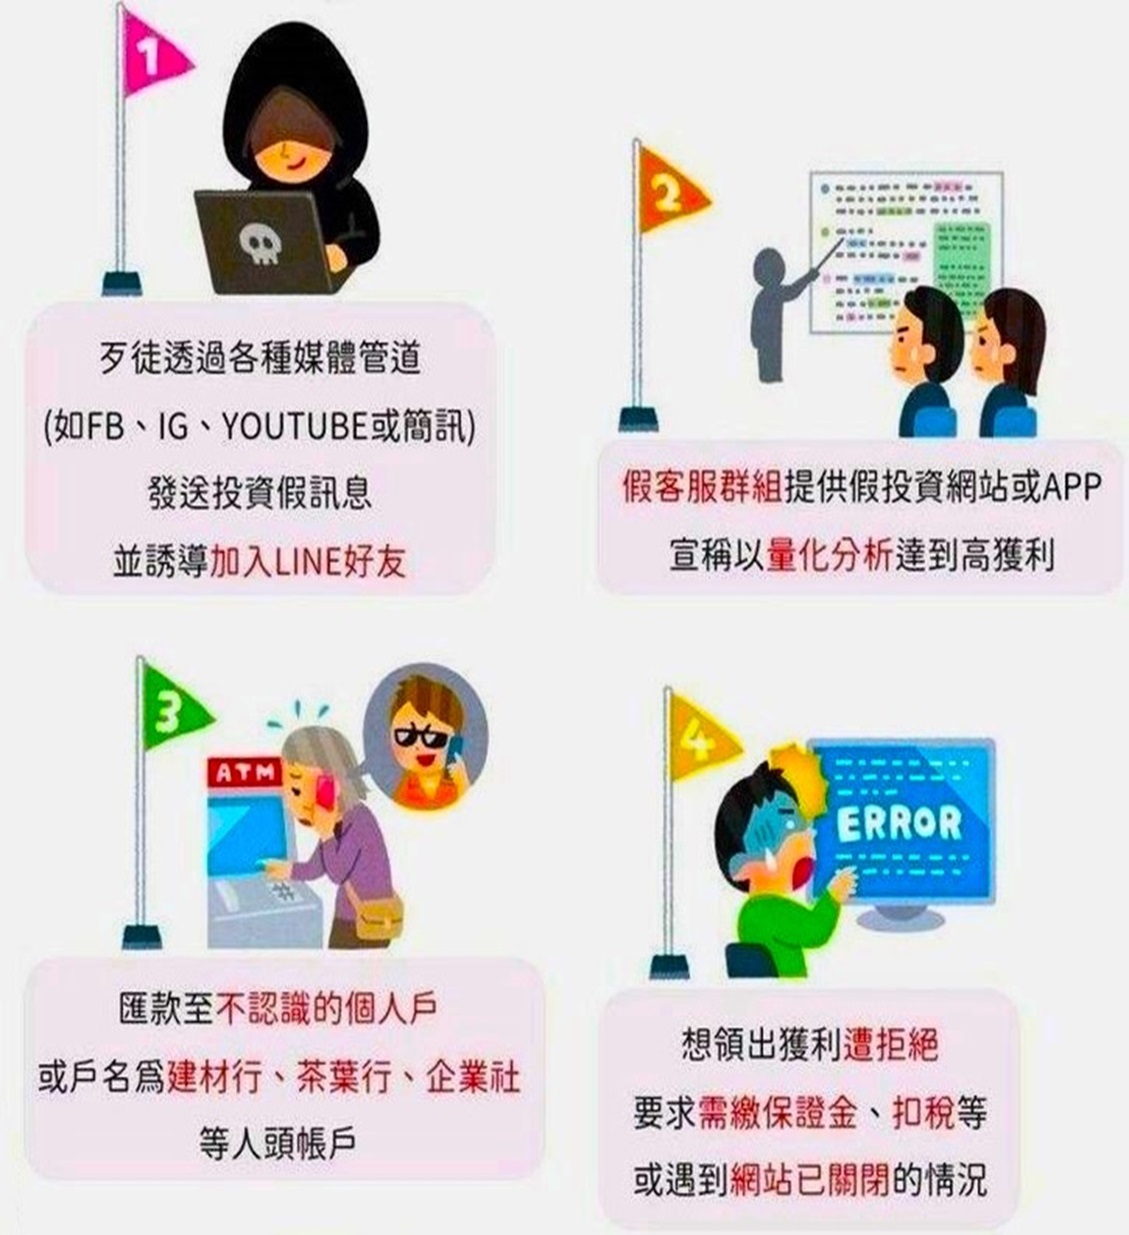 1
歹徒透過各種媒體管道
(如FB、IG、YOUTUBE或簡訊)
發送投資假訊息
並誘導加入LINE好友
2
假客服群組提供假投資網站或APP
宣稱以量化分析達到高獲利
3
ATM
匯款至不認識的個人戶
或戶名爲建材行、茶葉行、企業社
等人頭帳戶
4
ERROR
想領出獲利遭拒絕
要求需繳保證金、扣稅等
或遇到網站已關閉的情況